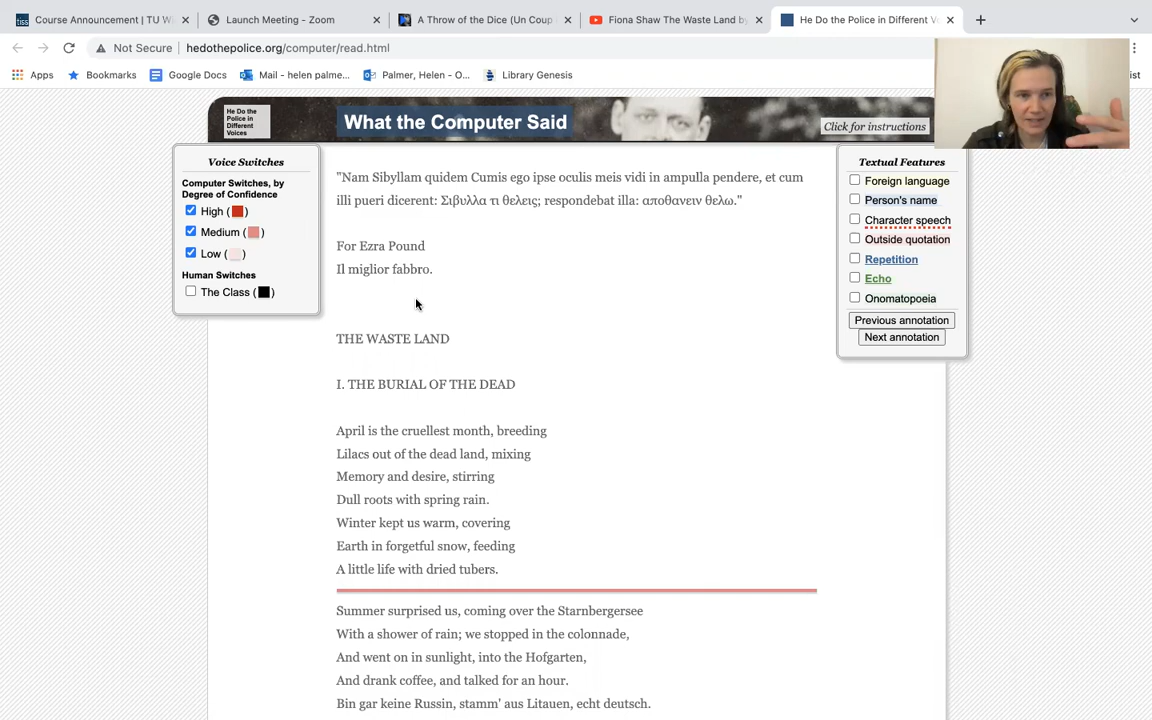 Course Announcement | TU Wi
Launch Meeting - Zoom
A Throw of the Dice (Un Coup
Fiona Shaw The Waste Land by
He Do the Police in Different Vo
Not Secure | hedothepolice.org/computer/read.html
Apps
Bookmarks
Google Docs
Mail - helen palme...
Palmer, Helen - O...
Library Genesis
ist
He Do the
Police in
Different
Voices
What the Computer Said
Click for instructions
Voice Switches
Computer Switches, by
Degree of Confidence
High ( )
Medium ( )
Low ( )
Human Switches
The Class ( )
"Nam Sibyllam quidem Cumis ego ipse oculis meis vidi in ampulla pendere, et cum
illi pueri dicerent: Σιβυλλα τι θελεις; respondebat illa: αποθανειν θελω."
For Ezra Pound
Il miglior fabbro.
THE WASTE LAND
I. THE BURIAL OF THE DEAD
April is the cruellest month, breeding
Lilacs out of the dead land, mixing
Memory and desire, stirring
Dull roots with spring rain.
Winter kept us warm, covering
Earth in forgetful snow, feeding
A little life with dried tubers.
Summer surprised us, coming over the Starnbergersee
With a shower of rain; we stopped in the colonnade,
And went on in sunlight, into the Hofgarten,
And drank coffee, and talked for an hour.
Bin gar keine Russin, stamm' aus Litauen, echt deutsch.
Textual Features
Foreign language
Person's name
Character speech
Outside quotation
Repetition
Echo
Onomatopoeia
Previous annotation
Next annotation